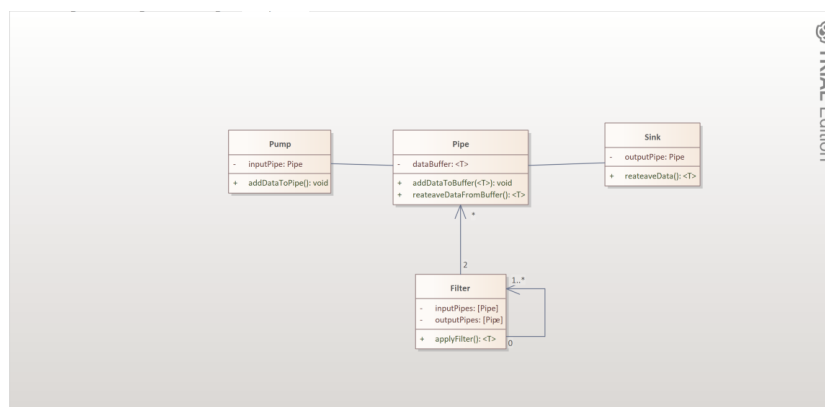 TRIAL Edition
Pump
- inputPipe: Pipe
+ addDataToPipe(): void
Pipe
- dataBuffer: <T>
+ addDataToBuffer(<T>): void
+ reateaveDataFromBuffer(): <T>
Sink
- outputPipe: Pipe
+ reateaveData(): <T>
*
2
Filter
- inputPipes: [Pipe]
- outputPipes: [Pipe]
+ applyFilter(): <T>
1..*
0